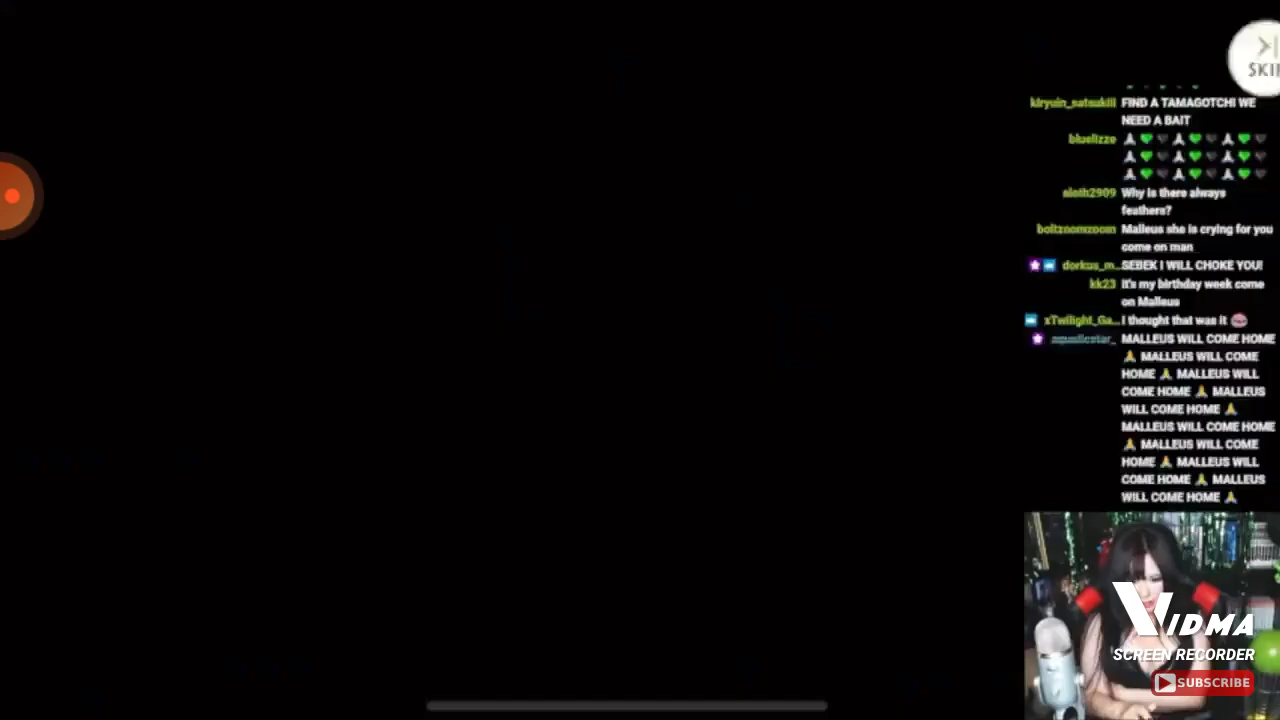 SKI
kiryuin_satsukiii FIND A TAMAGOTCHI WE
NEED A BAIT
bluelizze
sloth2909 Why is there always
feathers?
boltzoomzoom Malleus she is crying for you
come on man
dorkus_m... SEBEK I WILL CHOKE YOU!
kk23 it's my birthday week come
on Malleus
xTwilight_Ga... I thought that was it
MALLEUS WILL COME HOME
🙏 MALLEUS WILL COME
HOME 🙏 MALLEUS WILL
COME HOME 🙏 MALLEUS
WILL COME HOME 🙏
MALLEUS WILL COME HOME
🙏 MALLEUS WILL COME
HOME 🙏 MALLEUS WILL
COME HOME 🙏 MALLEUS
WILL COME HOME 🙏
VIDMA
SCREEN RECORDER
SUBSCRIBE